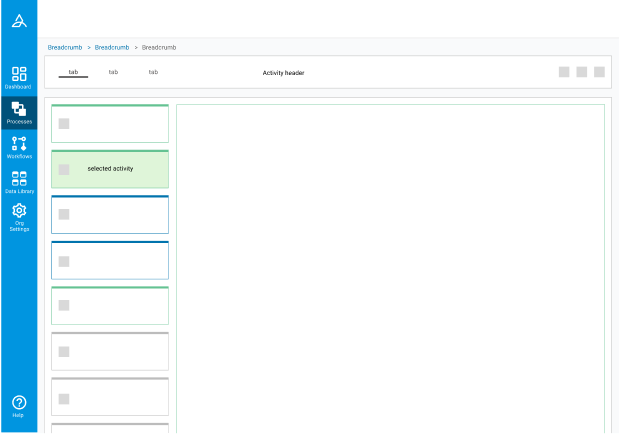 Breadcrumb > Breadcrumb > Breadcrumb
tab tab tab Activity header
Dashboard
Processes
selected activity
Workflows
Data Library
Org
Settings
Help